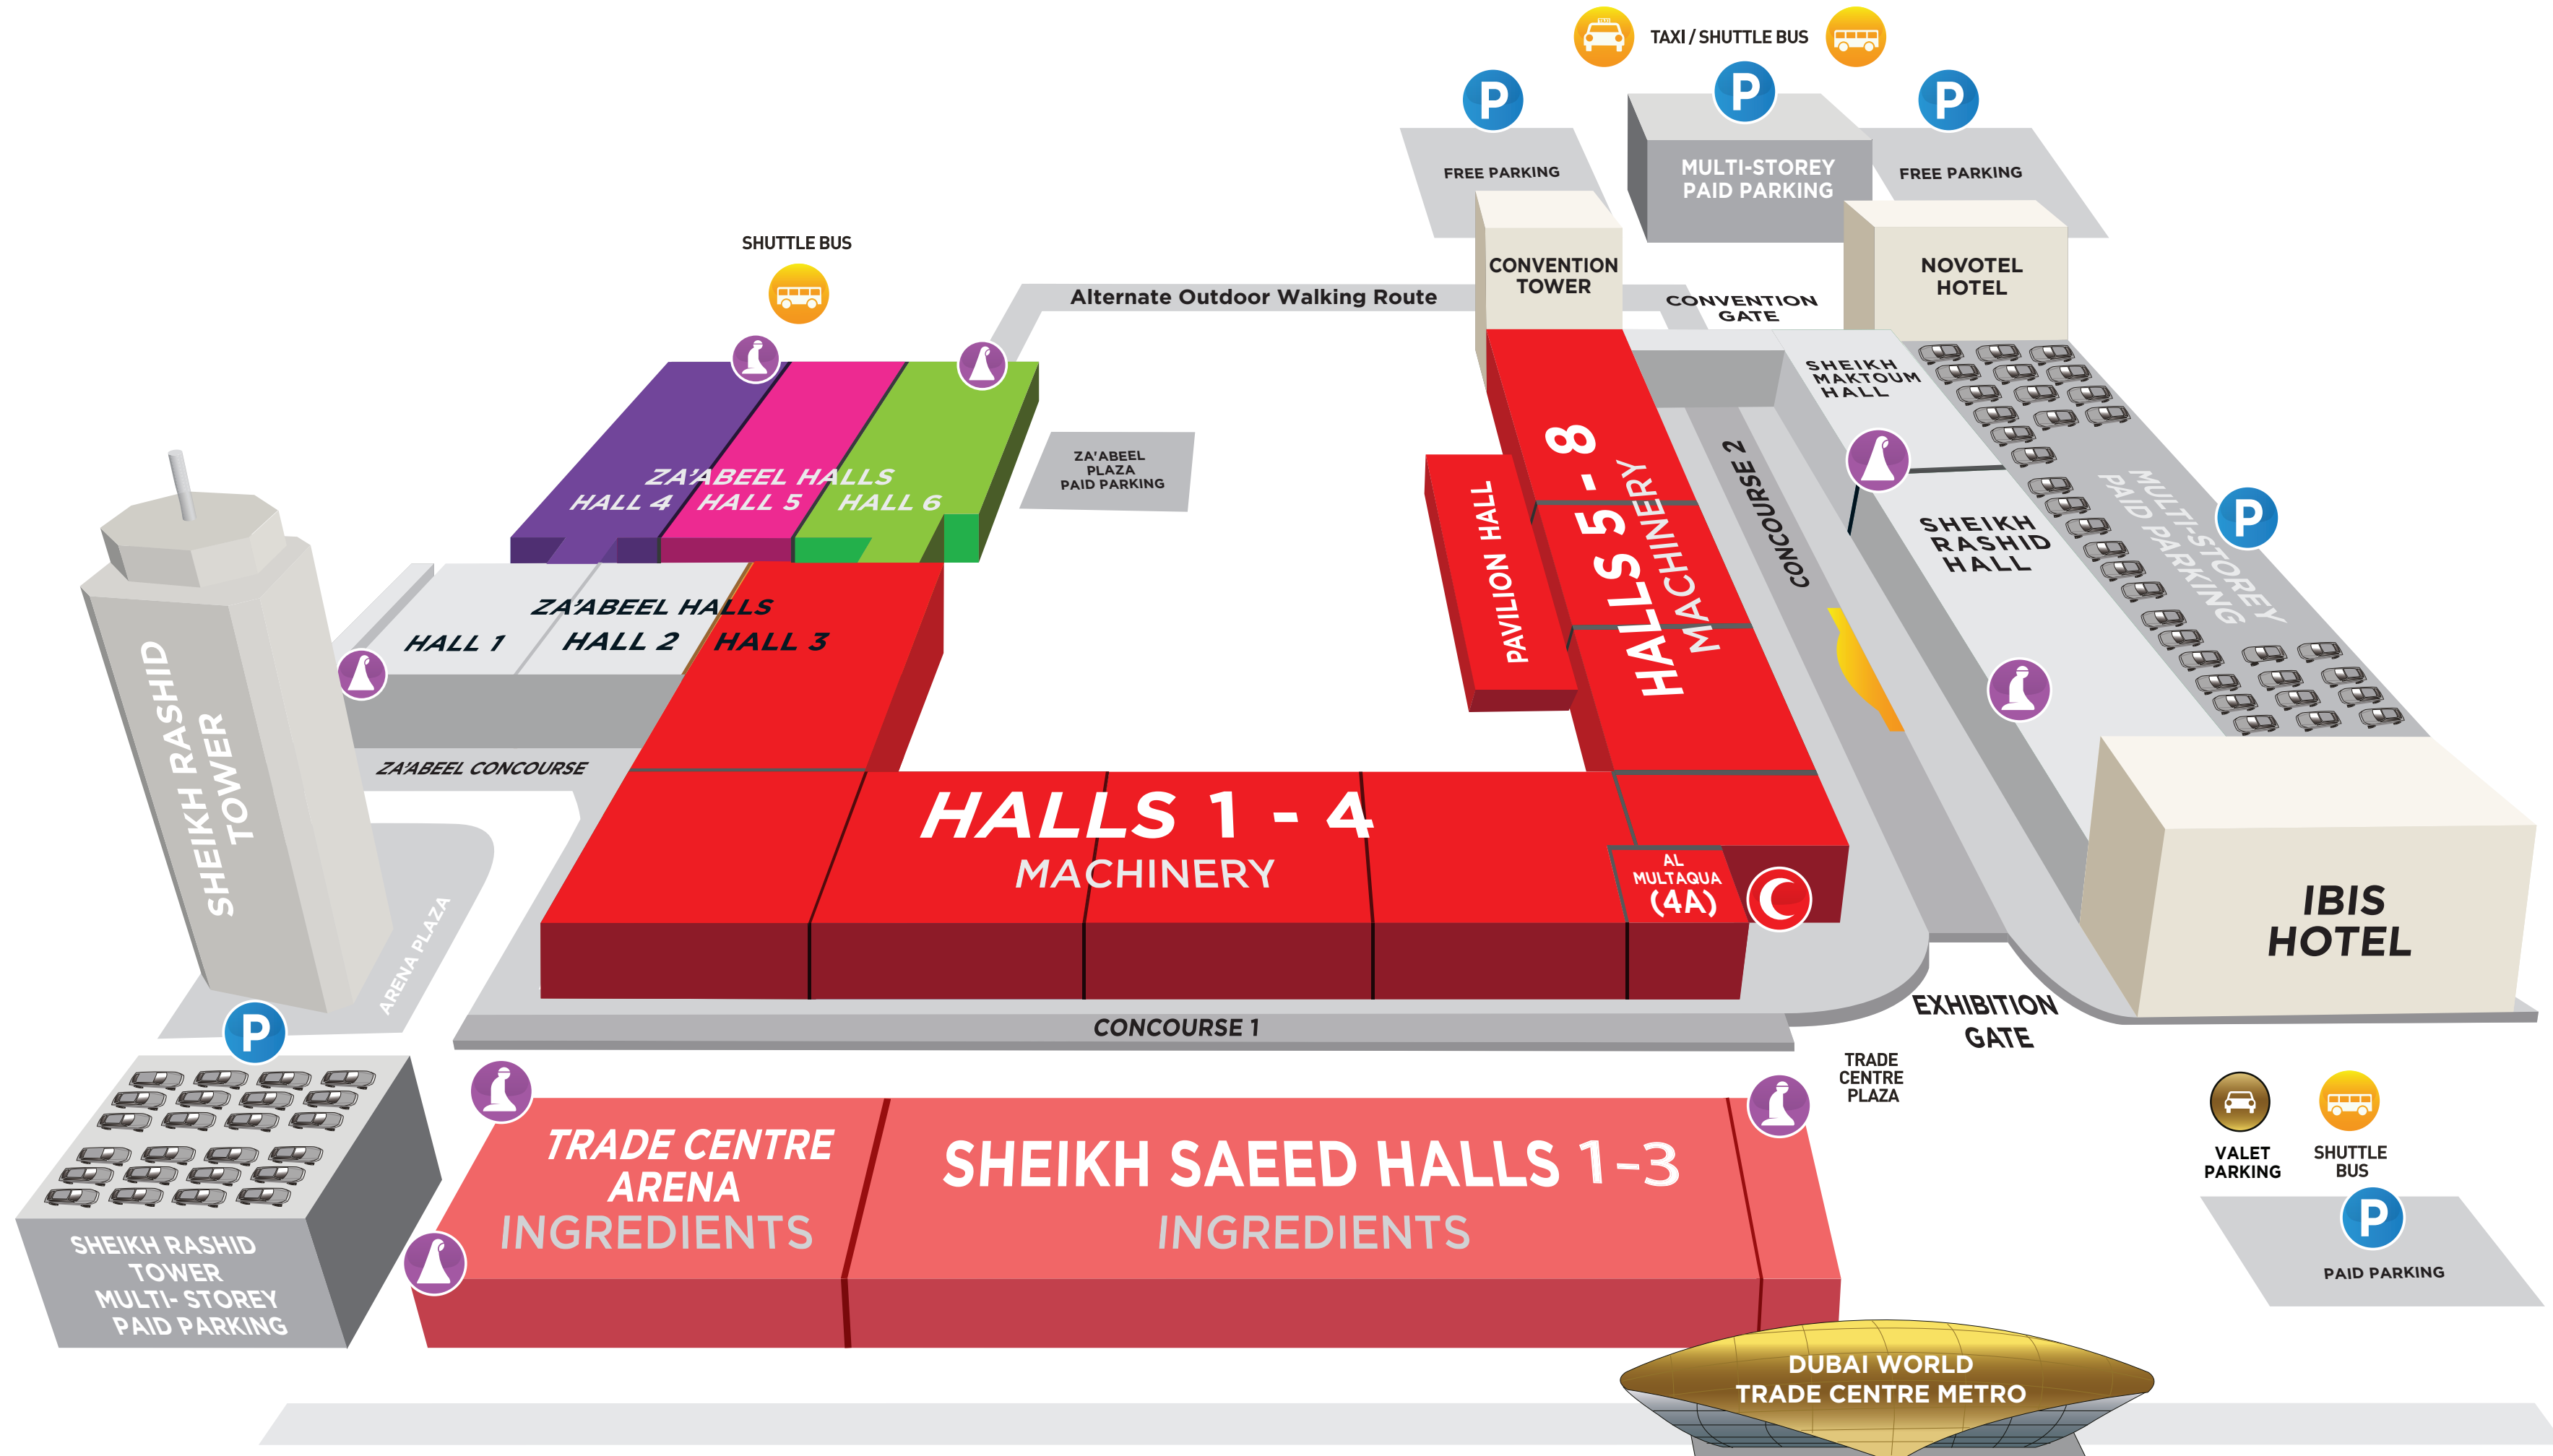 TAXI / SHUTTLE BUS
P
P
P
FREE PARKING
MULTI-STOREY
PAID PARKING
FREE PARKING
SHUTTLE BUS
CONVENTION
TOWER
NOVOTEL
HOTEL
Alternate Outdoor Walking Route
CONVENTION
GATE
SHEIKH
MAKTOUM
HALL
ZA'ABEEL
PLAZA
PAID PARKING
ZA'ABEEL HALLS
HALL 4
HALL 5
HALL 6
PAVILION HALL
HALLS 5 - 8
MACHINERY
CONCOURSE 2
SHEIKH
RASHID
HALL
MULTI-STOREY
PAID PARKING
P
ZA'ABEEL HALLS
HALL 1
HALL 2
HALL 3
SHEIKH RASHID
TOWER
ZA'ABEEL CONCOURSE
HALLS 1 - 4
MACHINERY
AL
MULTAQUA
(4A)
IBIS
HOTEL
ARENA PLAZA
P
CONCOURSE 1
EXHIBITION
GATE
TRADE
CENTRE
PLAZA
VALET
PARKING
SHUTTLE
BUS
TRADE CENTRE
ARENA
INGREDIENTS
SHEIKH SAEED HALLS 1-3
INGREDIENTS
P
PAID PARKING
SHEIKH RASHID
TOWER
MULTI- STOREY
PAID PARKING
DUBAI WORLD
TRADE CENTRE METRO